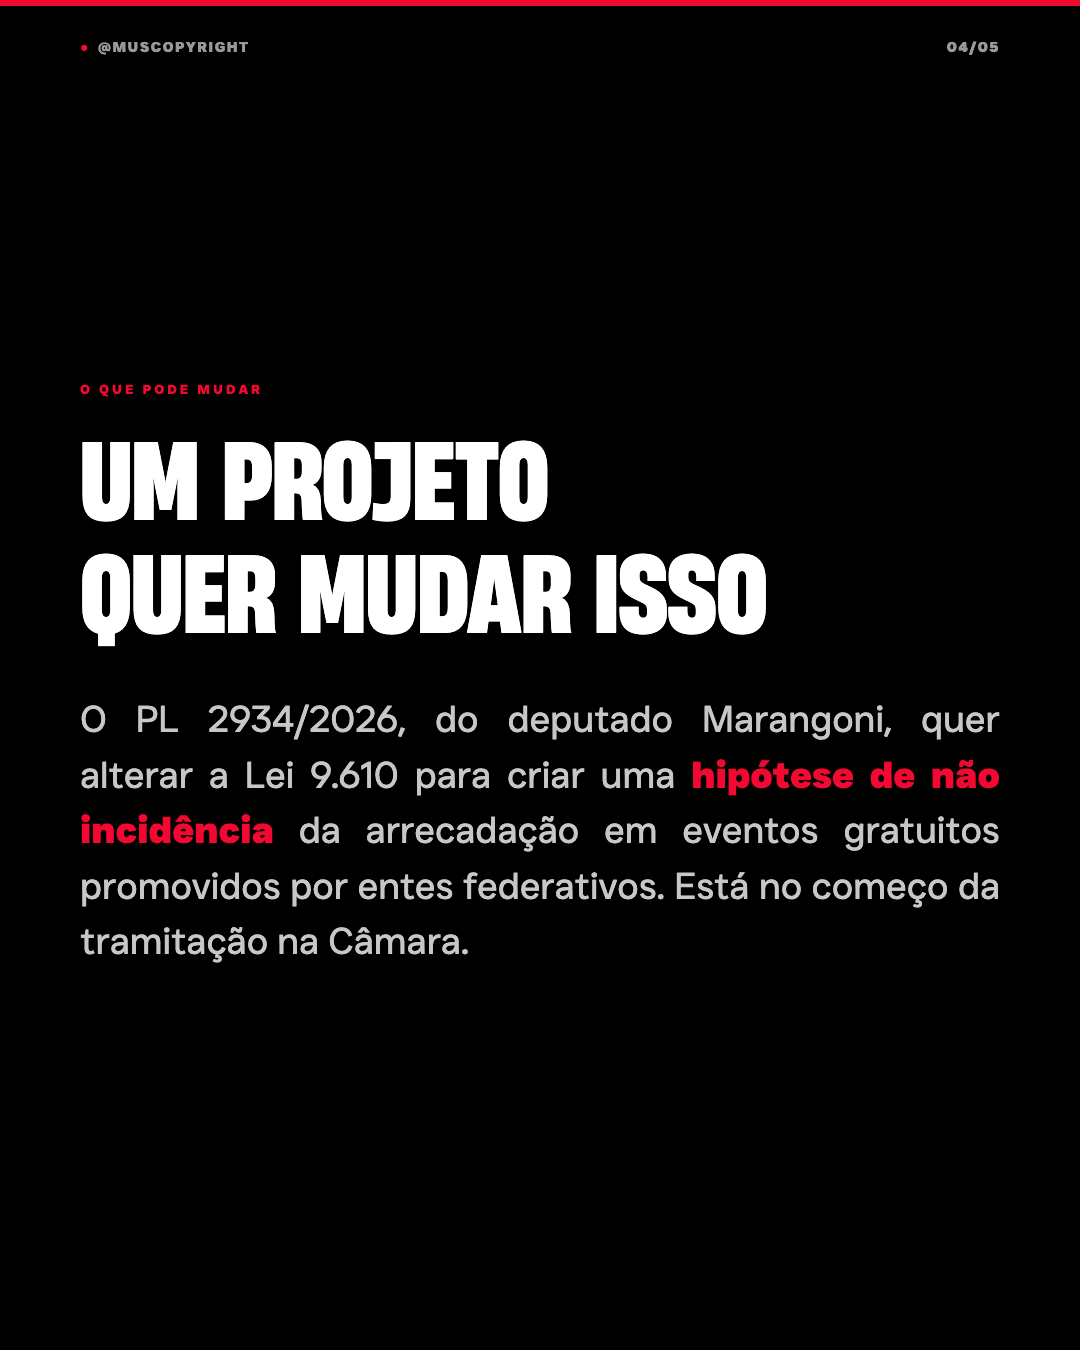 @MUSCOPYRIGHT
04/05
O QUE PODE MUDAR
UM PROJETO
QUER MUDAR ISSO
O PL 2934/2026, do deputado Marangoni, quer
alterar a Lei 9.610 para criar uma hipótese de não
incidência da arrecadação em eventos gratuitos
promovidos por entes federativos. Está no começo da
tramitação na Câmara.